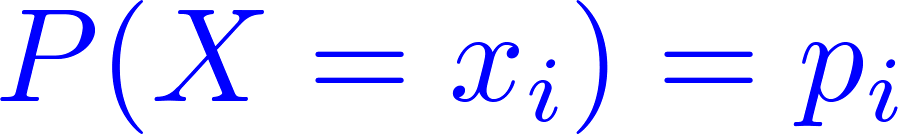 P(X = x_i) = p_i